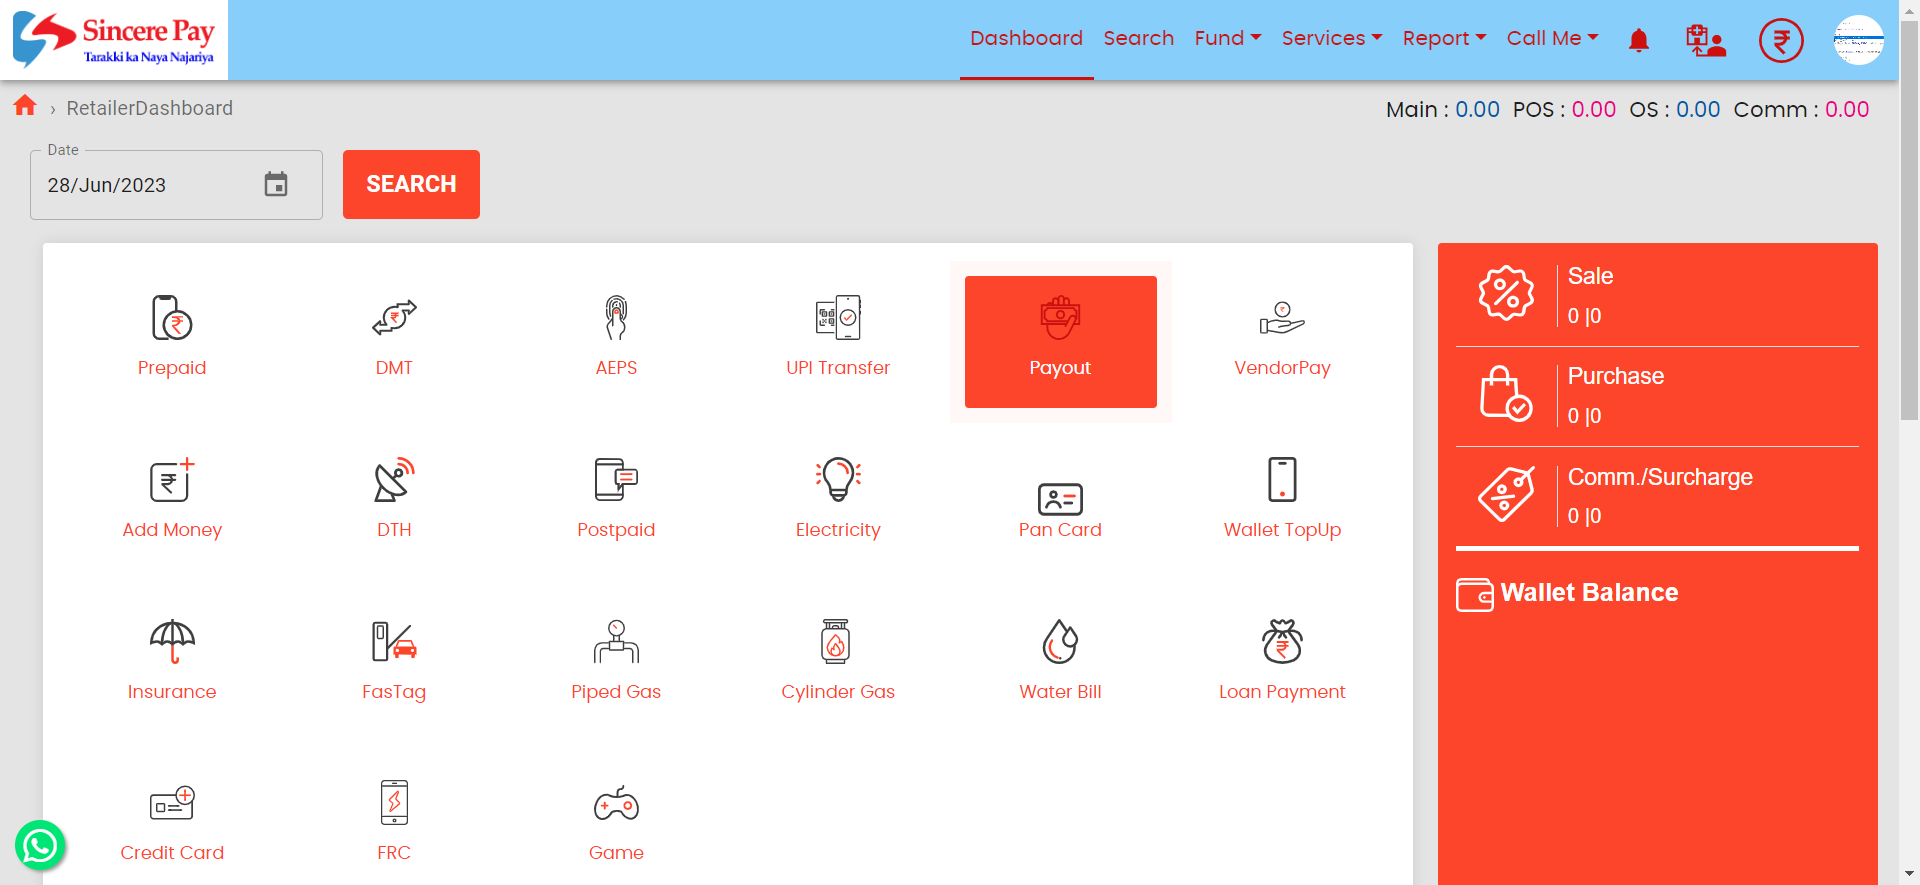 Sincere Pay
Tarakki ka Naya Najariya
Dashboard Search Fund Services Report Call Me
› RetailerDashboard
Main : 0.00 POS : 0.00 OS : 0.00 Comm : 0.00
Date
28/Jun/2023
SEARCH
Prepaid DMT AEPS UPI Transfer Payout VendorPay
Add Money DTH Postpaid Electricity Pan Card Wallet TopUp
Insurance FasTag Piped Gas Cylinder Gas Water Bill Loan Payment
Credit Card FRC Game
Sale
0 |0
Purchase
0 |0
Comm./Surcharge
0 |0
Wallet Balance